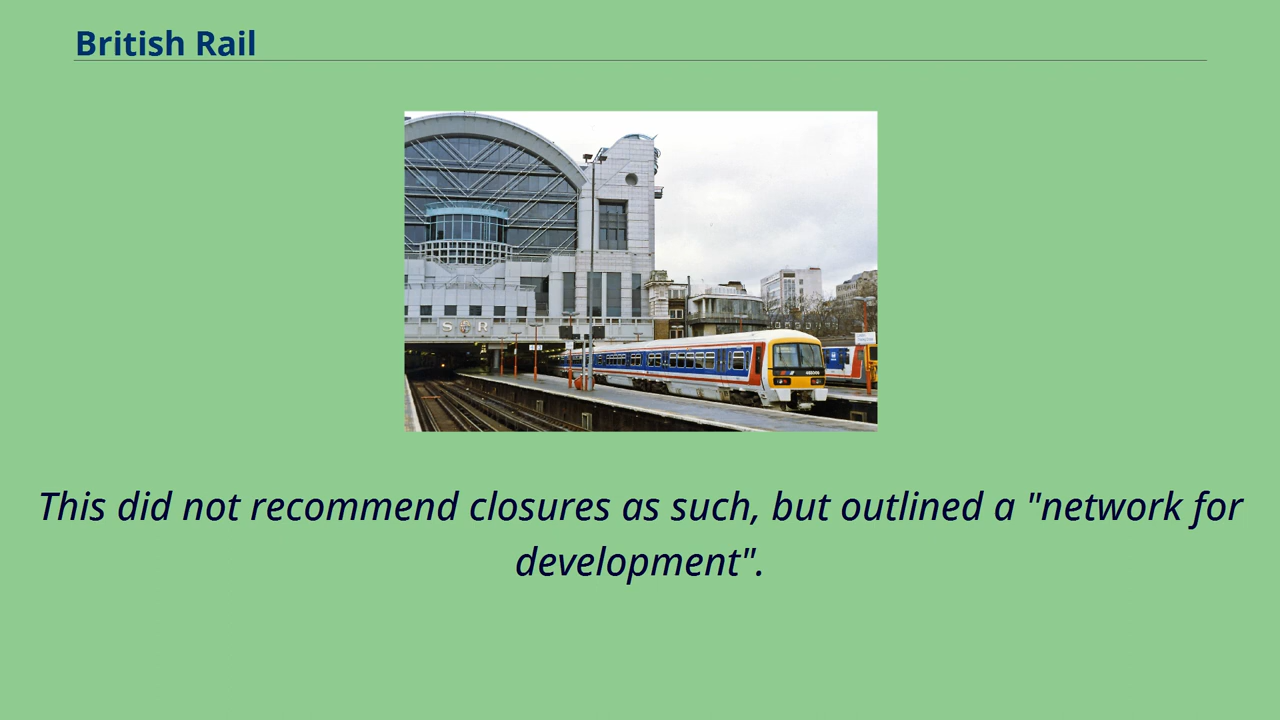 British Rail
S R
This did not recommend closures as such, but outlined a "network for
development".